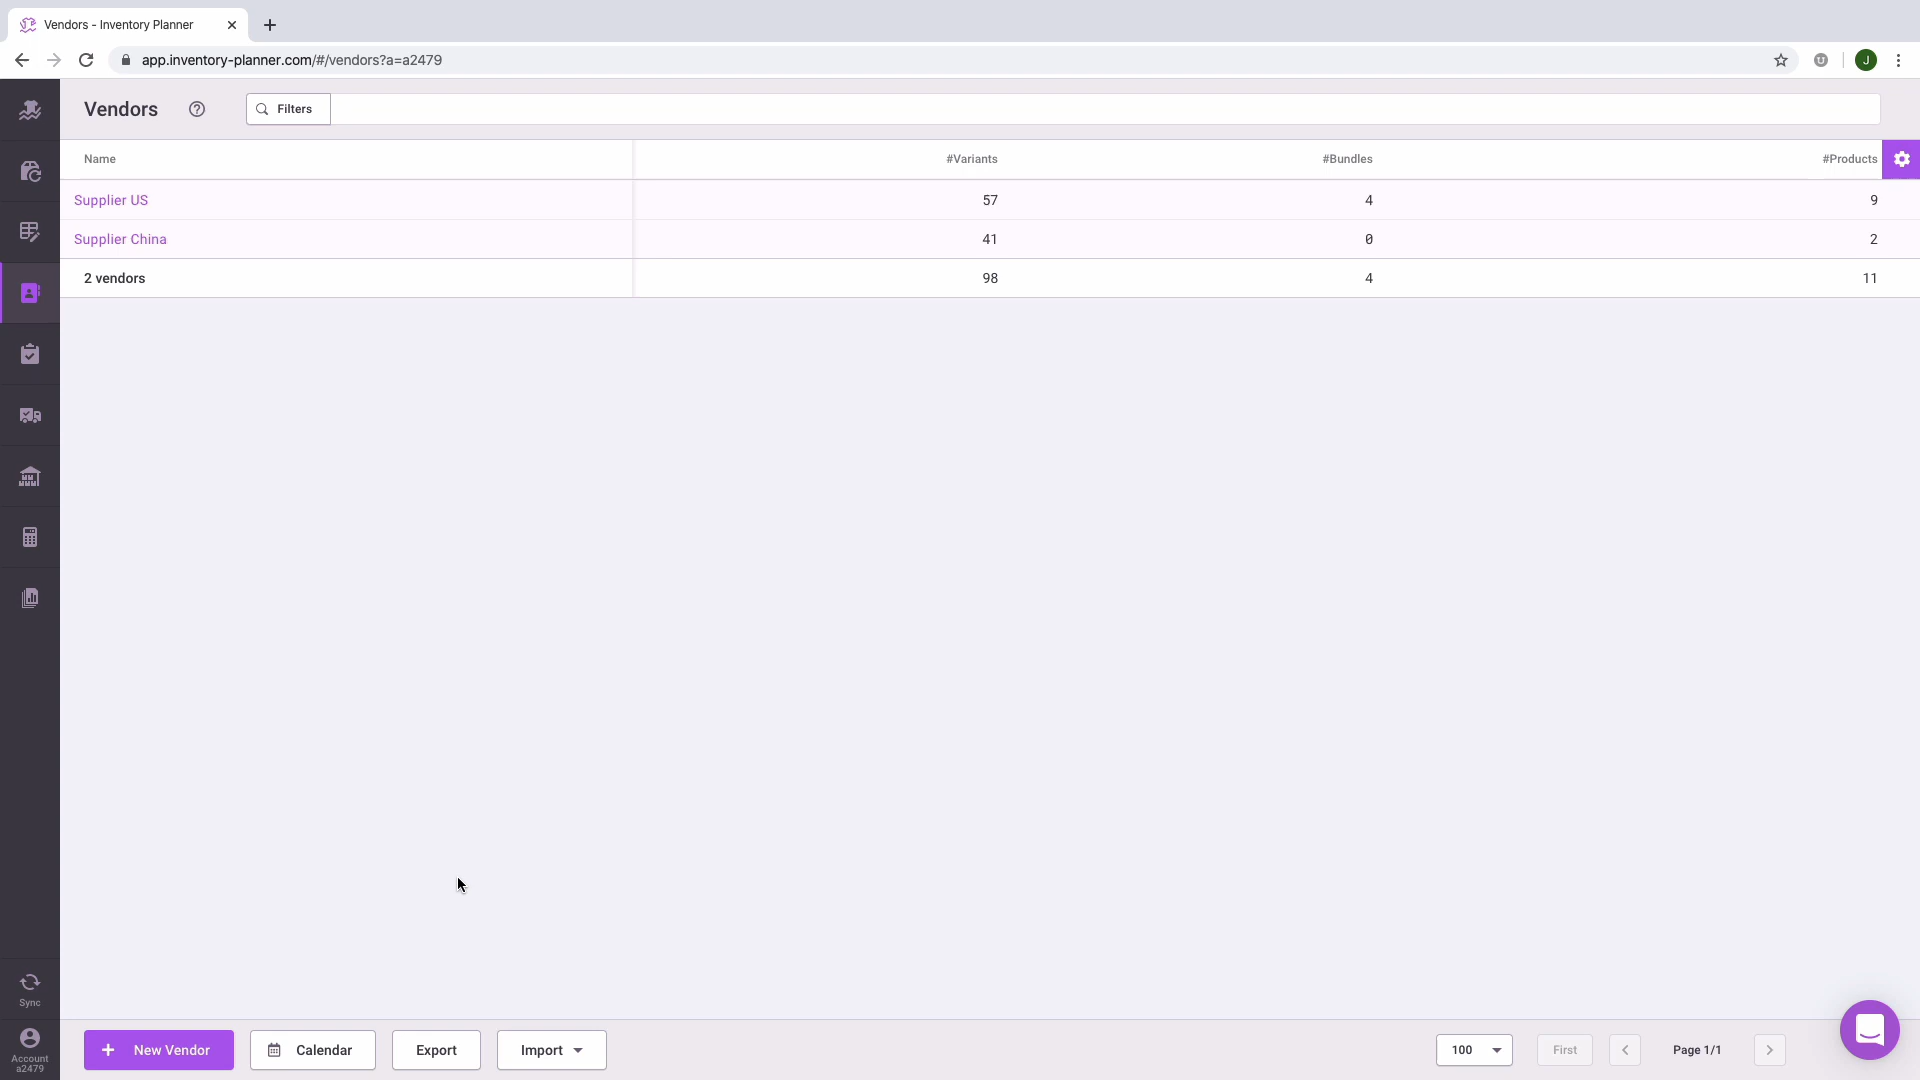 Vendors - Inventory Planner
app.inventory-planner.com/#/vendors?a=a2479
J
Vendors
Filters
Name #Variants #Bundles #Products
Supplier US 57 4 9
Supplier China 41 0 2
2 vendors 98 4 11
Sync
Account
a2479
New Vendor Calendar Export Import 100 First Page 1/1